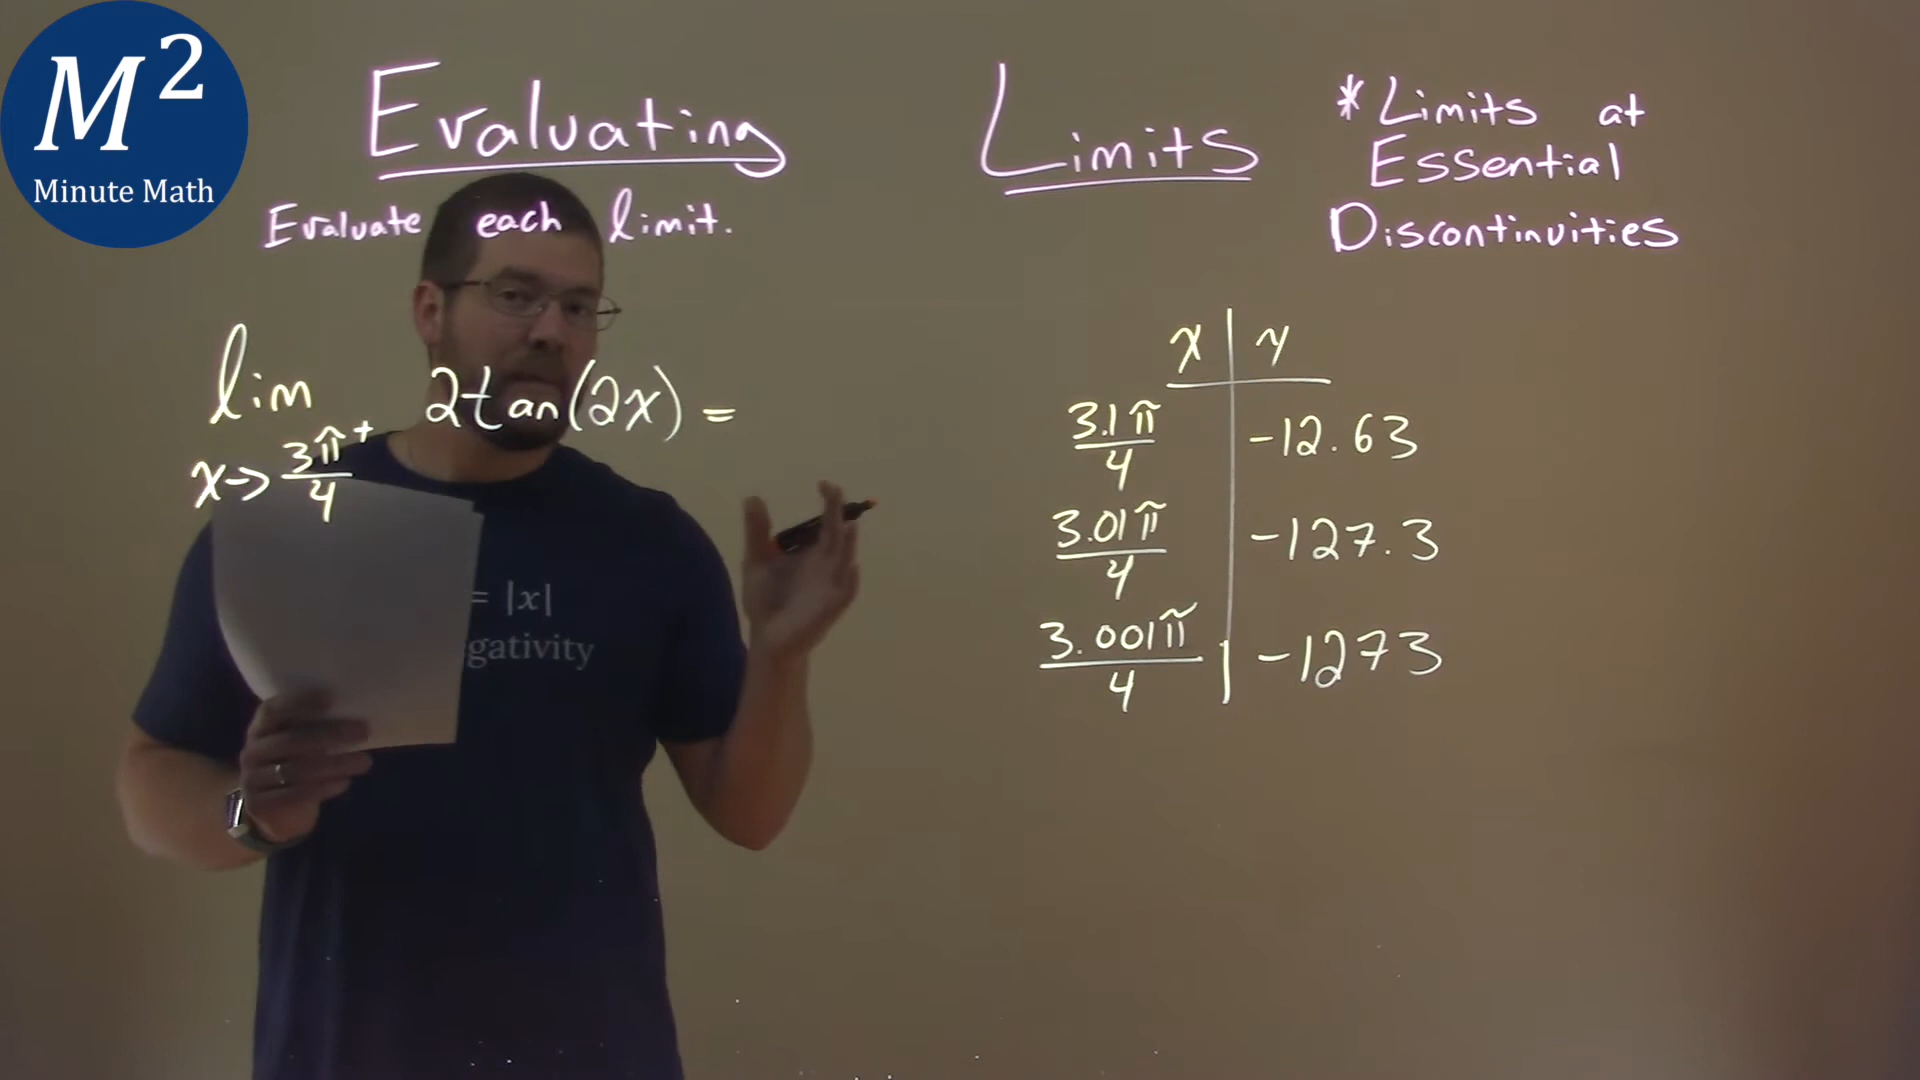 M²
Minute Math
Evaluating Limits
*Limits at
Essential
Discontinuities
Evaluate each limit.
lim 2tan(2x) =
x→3π/4⁺
= |x|
gativity
x | y
3.1π/4 | -12.63
3.01π/4 | -127.3
3.001π/4 | -1273